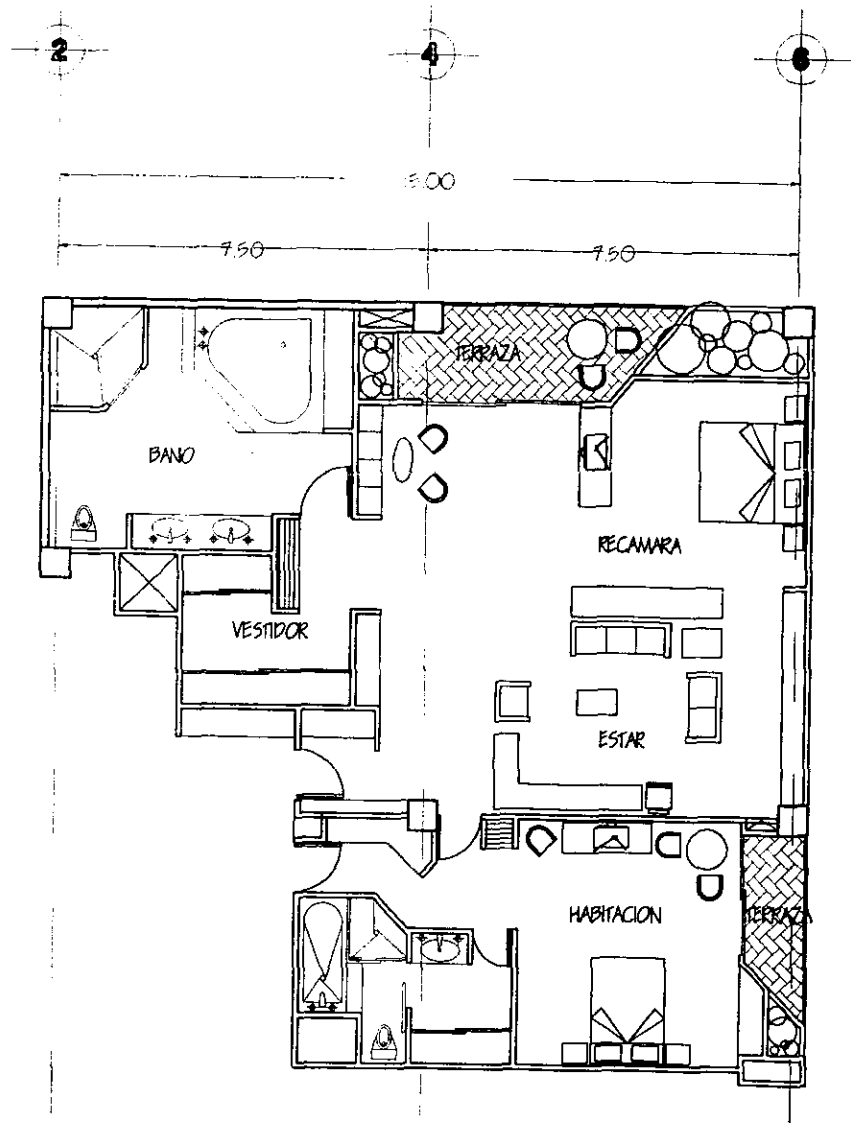 2
4
6
7.50
7.50
TERRAZA
BANO
RECAMARA
VESTIDOR
ESTAR
HABITACION
TERRAZA